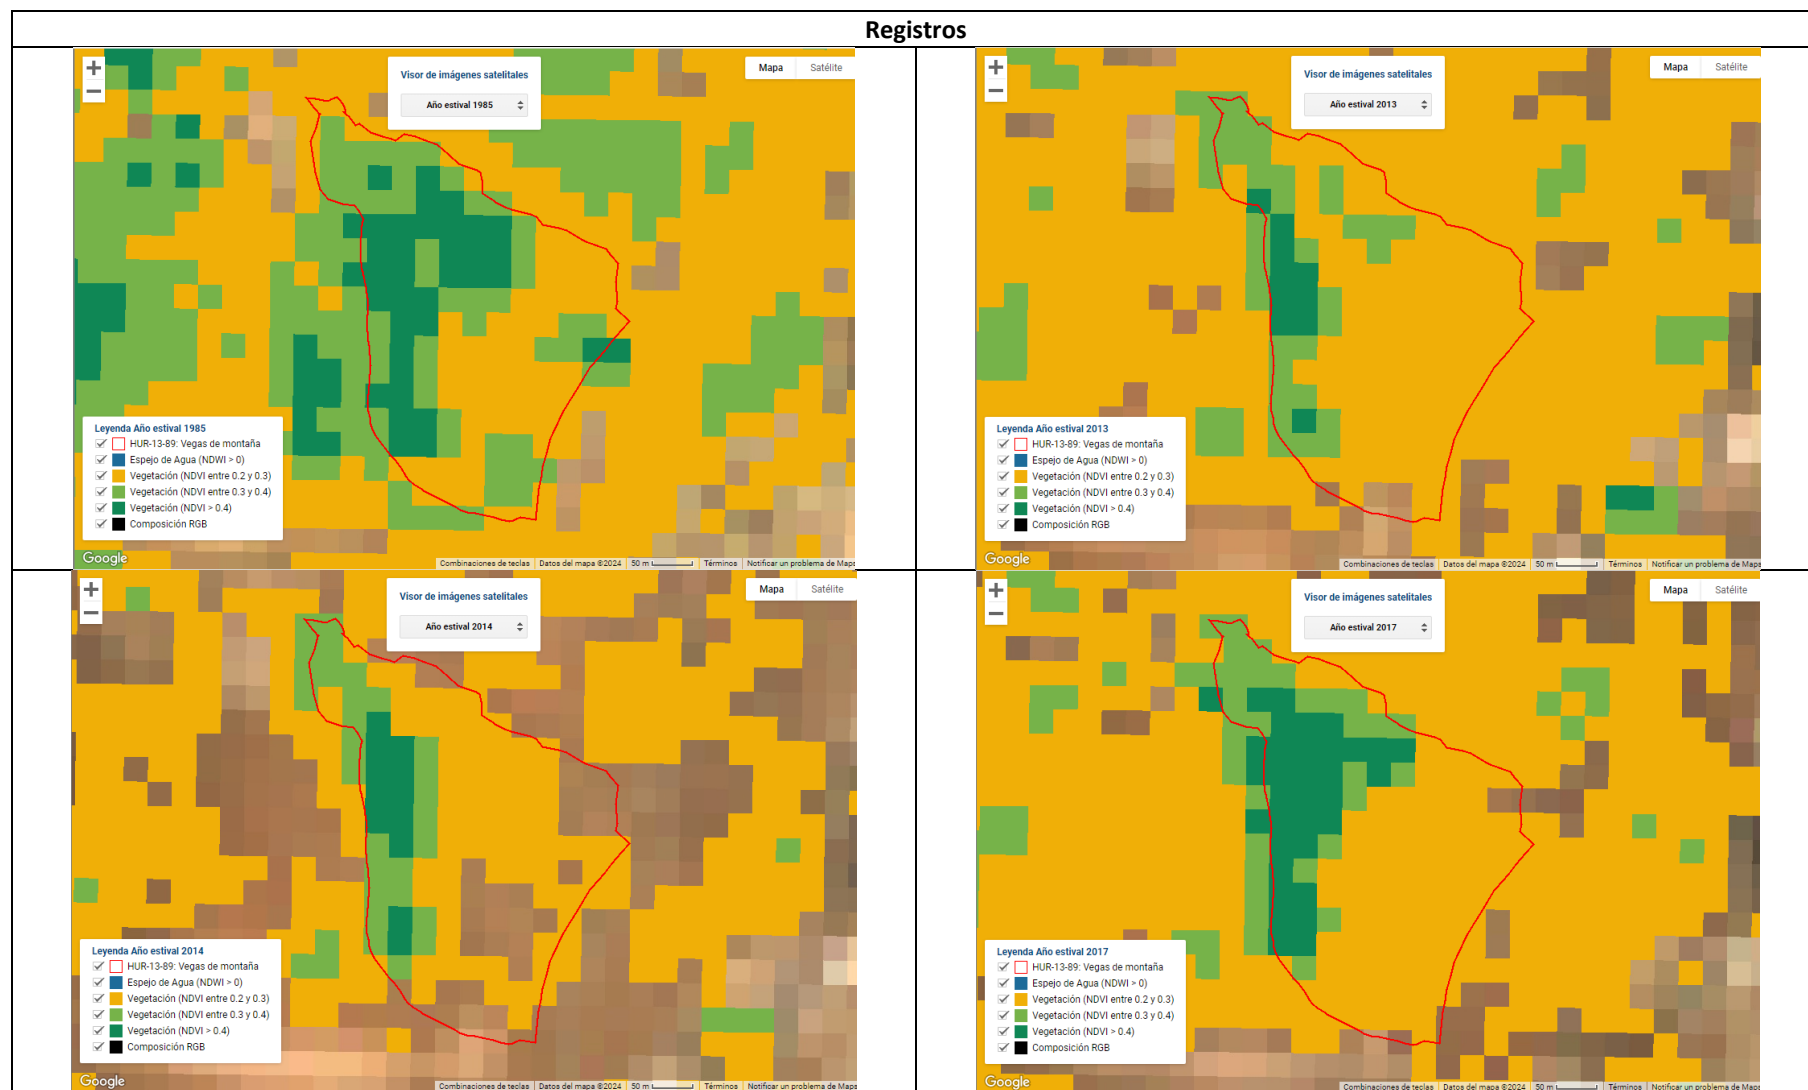 Registros
+
−
Visor de imágenes satelitales
Año estival 1985
Mapa Satélite
Leyenda Año estival 1985
HUR-13-89: Vegas de montaña
Espejo de Agua (NDWI > 0)
Vegetación (NDVI entre 0.2 y 0.3)
Vegetación (NDVI entre 0.3 y 0.4)
Vegetación (NDVI > 0.4)
Composición RGB
Google
Combinaciones de teclas Datos del mapa ©2024 50 m Términos Notificar un problema de Maps
+
−
Visor de imágenes satelitales
Año estival 2013
Mapa Satélite
Leyenda Año estival 2013
HUR-13-89: Vegas de montaña
Espejo de Agua (NDWI > 0)
Vegetación (NDVI entre 0.2 y 0.3)
Vegetación (NDVI entre 0.3 y 0.4)
Vegetación (NDVI > 0.4)
Composición RGB
Google
Combinaciones de teclas Datos del mapa ©2024 50 m Términos Notificar un problema de Maps
+
−
Visor de imágenes satelitales
Año estival 2014
Mapa Satélite
Leyenda Año estival 2014
HUR-13-89: Vegas de montaña
Espejo de Agua (NDWI > 0)
Vegetación (NDVI entre 0.2 y 0.3)
Vegetación (NDVI entre 0.3 y 0.4)
Vegetación (NDVI > 0.4)
Composición RGB
Google
Combinaciones de teclas Datos del mapa ©2024 50 m Términos Notificar un problema de Maps
+
−
Visor de imágenes satelitales
Año estival 2017
Mapa Satélite
Leyenda Año estival 2017
HUR-13-89: Vegas de montaña
Espejo de Agua (NDWI > 0)
Vegetación (NDVI entre 0.2 y 0.3)
Vegetación (NDVI entre 0.3 y 0.4)
Vegetación (NDVI > 0.4)
Composición RGB
Google
Combinaciones de teclas Datos del mapa ©2024 50 m Términos Notificar un problema de Maps